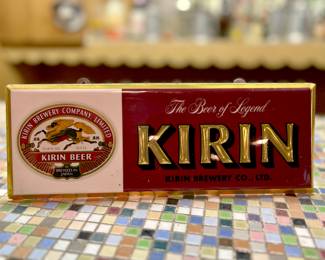 KIRIN BREWERY COMPANY, LIMITED
KIRIN BEER
The Beer of Legend
KIRIN
KIRIN BREWERY CO., LTD.